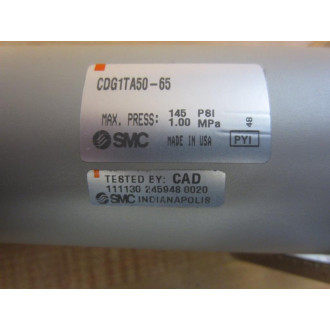 CDG1TA50-65
MAX. PRESS: 145 PSI
1.00 MPa
48
SMC MADE IN USA PYI
TESTED BY: CAD
111130 245948 0020
SMC INDIANAPOLIS